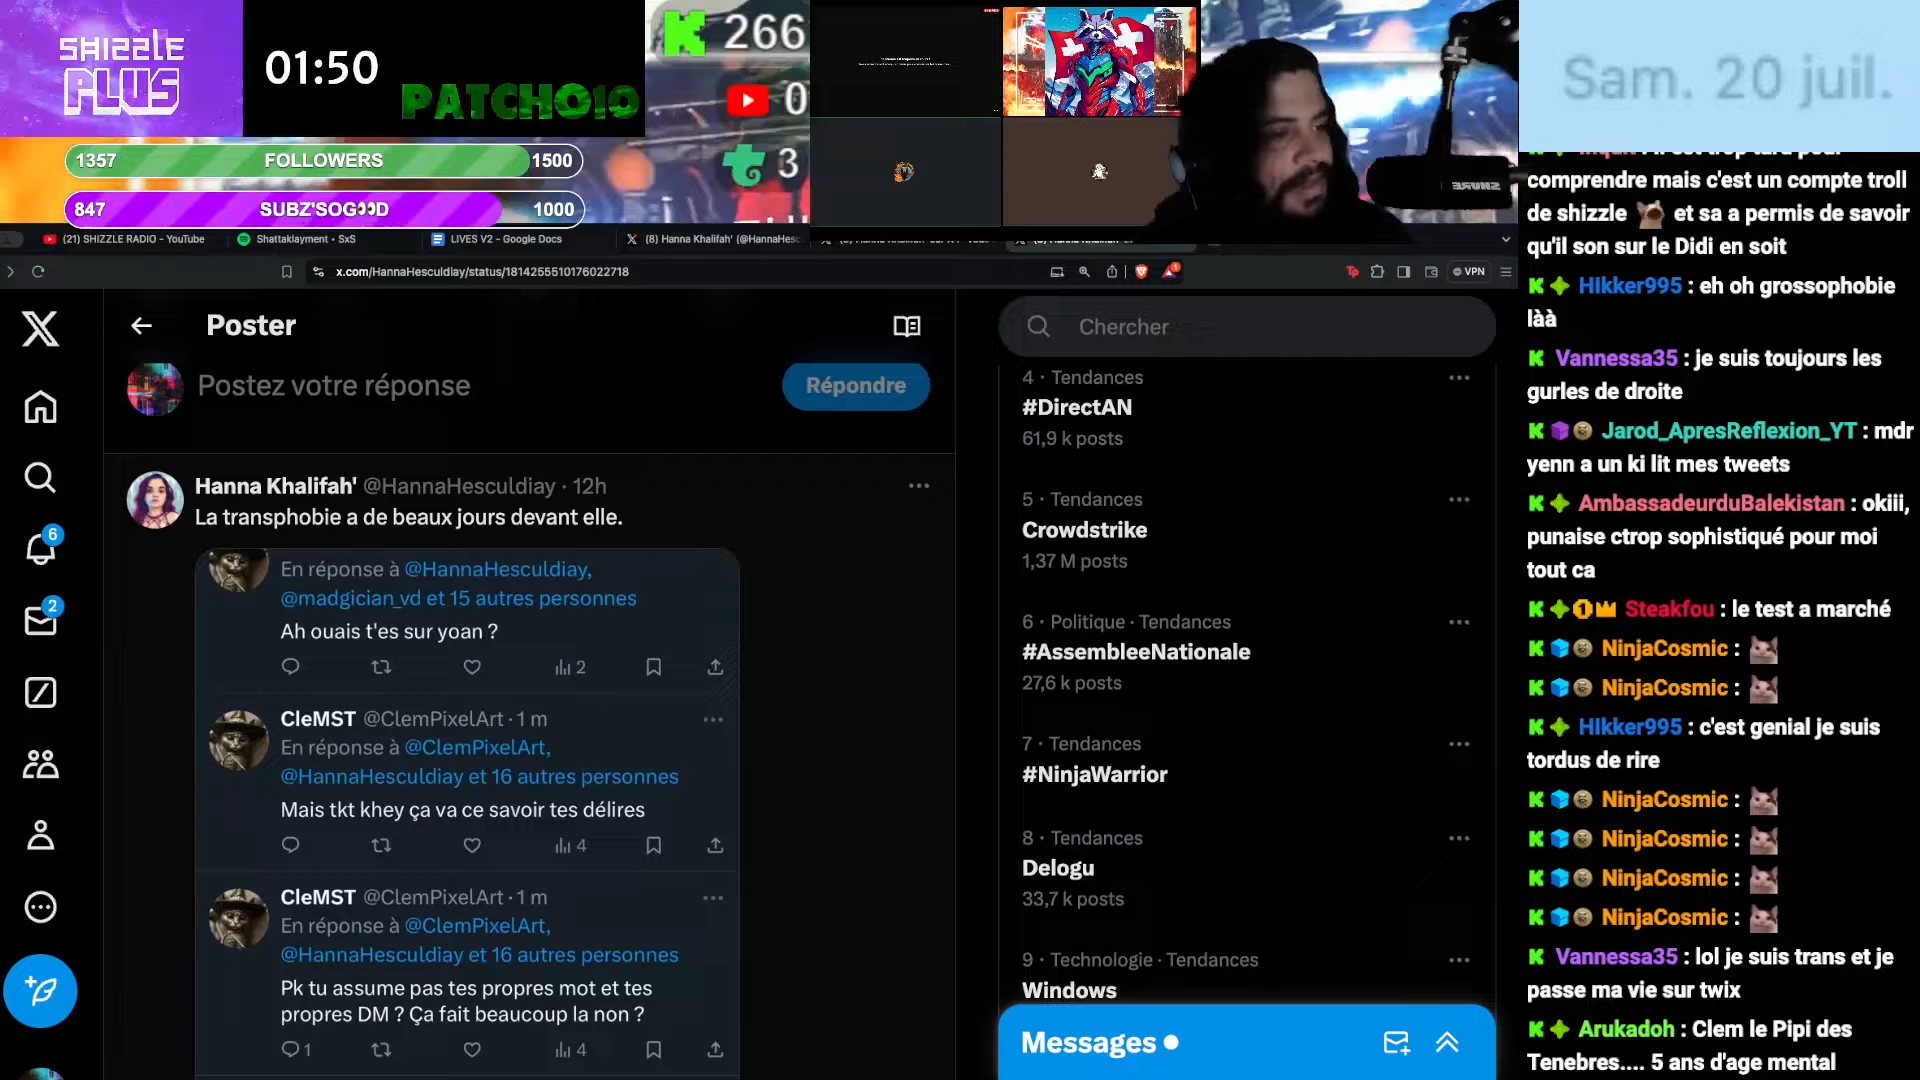 SHIZZLE
PLUS
01:50
PATCHO10
266
0
3
Sam. 20 juil.
1357 FOLLOWERS 1500
847 SUBZ'SOG👀D 1000
(21) SHIZZLE RADIO - YouTube
Shattaklayment • SxS
LIVES V2 - Google Docs
(8) Hanna Khalifah' (@HannaHesc
x.com/HannaHesculdiay/status/1814255510176022718
VPN
Poster
Postez votre réponse
Répondre
Hanna Khalifah' @HannaHesculdiay · 12h
La transphobie a de beaux jours devant elle.
En réponse à @HannaHesculdiay,
@madgician_vd et 15 autres personnes
Ah ouais t'es sur yoan ?
2
CleMST @ClemPixelArt · 1 m
En réponse à @ClemPixelArt,
@HannaHesculdiay et 16 autres personnes
Mais tkt khey ça va ce savoir tes délires
4
CleMST @ClemPixelArt · 1 m
En réponse à @ClemPixelArt,
@HannaHesculdiay et 16 autres personnes
Pk tu assume pas tes propres mot et tes
propres DM ? Ça fait beaucoup la non ?
1 4
6
2
Chercher
4 · Tendances
#DirectAN
61,9 k posts
5 · Tendances
Crowdstrike
1,37 M posts
6 · Politique · Tendances
#AssembleeNationale
27,6 k posts
7 · Tendances
#NinjaWarrior
8 · Tendances
Delogu
33,7 k posts
9 · Technologie · Tendances
Windows
Messages
comprendre mais c'est un compte troll
de shizzle et sa a permis de savoir
qu'il son sur le Didi en soit
HIkker995 : eh oh grossophobie
làà
Vannessa35 : je suis toujours les
gurles de droite
Jarod_ApresReflexion_YT : mdr
yenn a un ki lit mes tweets
AmbassadeurduBalekistan : okiii,
punaise ctrop sophistiqué pour moi
tout ca
Steakfou : le test a marché
NinjaCosmic :
NinjaCosmic :
HIkker995 : c'est genial je suis
tordus de rire
NinjaCosmic :
NinjaCosmic :
NinjaCosmic :
NinjaCosmic :
Vannessa35 : lol je suis trans et je
passe ma vie sur twix
Arukadoh : Clem le Pipi des
Tenebres.... 5 ans d'age mental